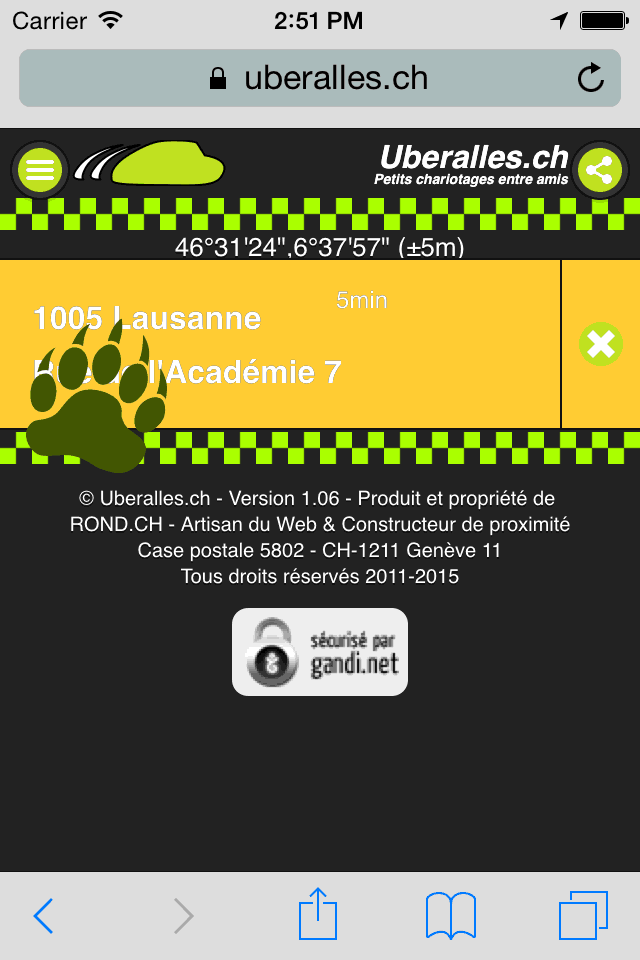 Carrier 2:51 PM
uberalles.ch
Uberalles.ch
Petits chariotages entre amis
46°31'24",6°37'57" (±5m)
5min
1005 Lausanne
l'Académie 7
© Uberalles.ch - Version 1.06 - Produit et propriété de
ROND.CH - Artisan du Web & Constructeur de proximité
Case postale 5802 - CH-1211 Genève 11
Tous droits réservés 2011-2015
sécurisé par
gandi.net